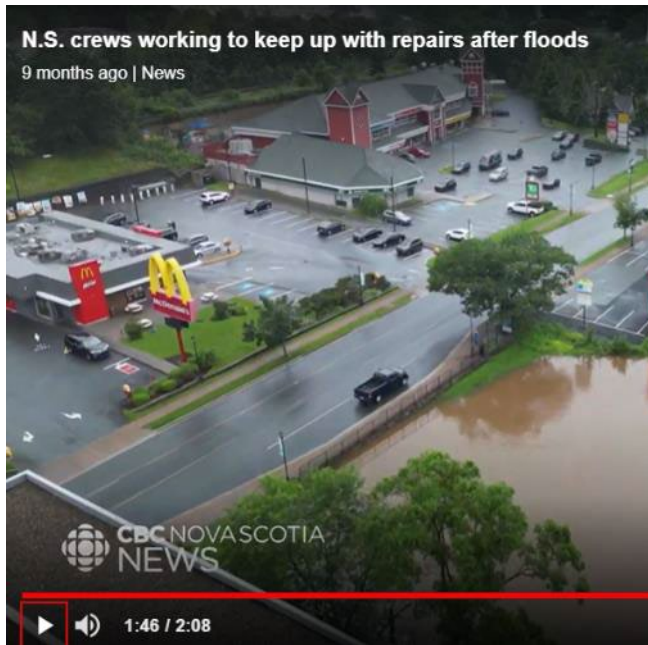 N.S. crews working to keep up with repairs after floods
9 months ago | News
McDonald's
CBC NOVA SCOTIA
NEWS
1:46 / 2:08